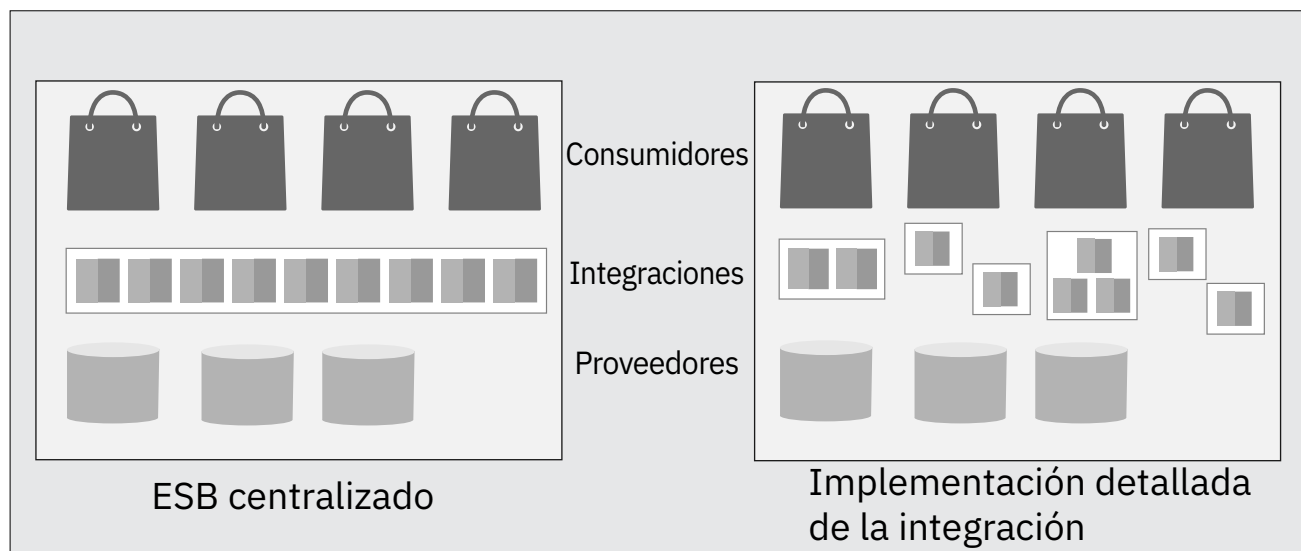 Consumidores
Integraciones
Proveedores
ESB centralizado
Implementación detallada
de la integración